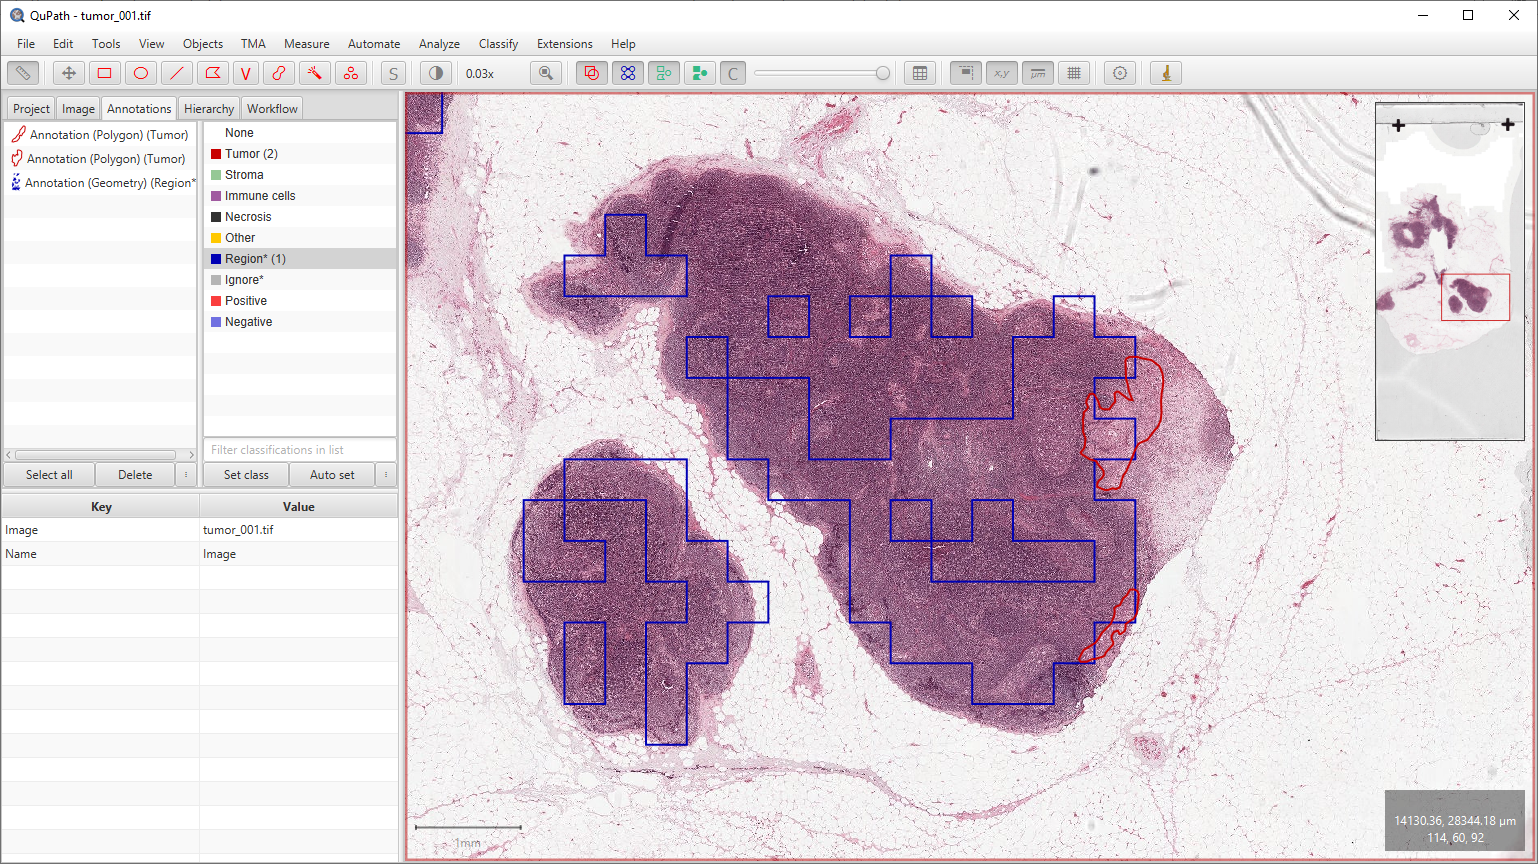 QuPath - tumor_001.tif
File Edit Tools View Objects TMA Measure Automate Analyze Classify Extensions Help
V S 0.03x C x,y µm
Project Image Annotations Hierarchy Workflow
Annotation (Polygon) (Tumor)
Annotation (Polygon) (Tumor)
Annotation (Geometry) (Region*
None
Tumor (2)
Stroma
Immune cells
Necrosis
Other
Region* (1)
Ignore*
Positive
Negative
Filter classifications in list
Select all Delete Set class Auto set
Key Value
Image tumor_001.tif
Name Image
1mm
14130.36, 28344.18 µm
114, 60, 92